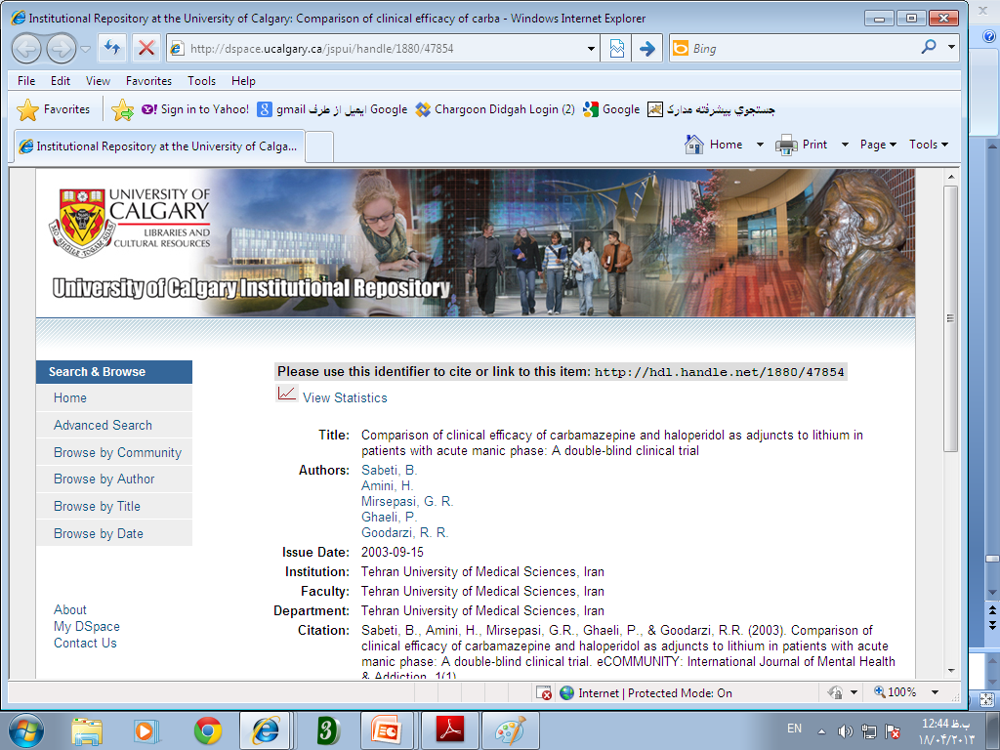 Institutional Repository at the University of Calgary: Comparison of clinical efficacy of carba - Windows Internet Explorer
http://dspace.ucalgary.ca/jspui/handle/1880/47854
Bing
File Edit View Favorites Tools Help
Favorites Sign in to Yahoo! gmail ایمیل از طرف Google Chargoon Didgah Login (2) Google جستجوي پیشرفته مدارک
Institutional Repository at the University of Calga...
Home Print Page Tools
UNIVERSITY OF
CALGARY
LIBRARIES AND
CULTURAL RESOURCES
University of Calgary Institutional Repository
Search & Browse
Home
Advanced Search
Browse by Community
Browse by Author
Browse by Title
Browse by Date
About
My DSpace
Contact Us
Please use this identifier to cite or link to this item: http://hdl.handle.net/1880/47854
View Statistics
Title: Comparison of clinical efficacy of carbamazepine and haloperidol as adjuncts to lithium in
patients with acute manic phase: A double-blind clinical trial
Authors: Sabeti, B.
Amini, H.
Mirsepasi, G. R.
Ghaeli, P.
Goodarzi, R. R.
Issue Date: 2003-09-15
Institution: Tehran University of Medical Sciences, Iran
Faculty: Tehran University of Medical Sciences, Iran
Department: Tehran University of Medical Sciences, Iran
Citation: Sabeti, B., Amini, H., Mirsepasi, G.R., Ghaeli, P., & Goodarzi, R.R. (2003). Comparison of
clinical efficacy of carbamazepine and haloperidol as adjuncts to lithium in patients with acute
manic phase: A double-blind clinical trial. eCOMMUNITY: International Journal of Mental Health
& Addiction, 1(1)
Internet | Protected Mode: On
100%
EN
12:44 ب.ظ
۱۸/۰۴/۲۰۱۳